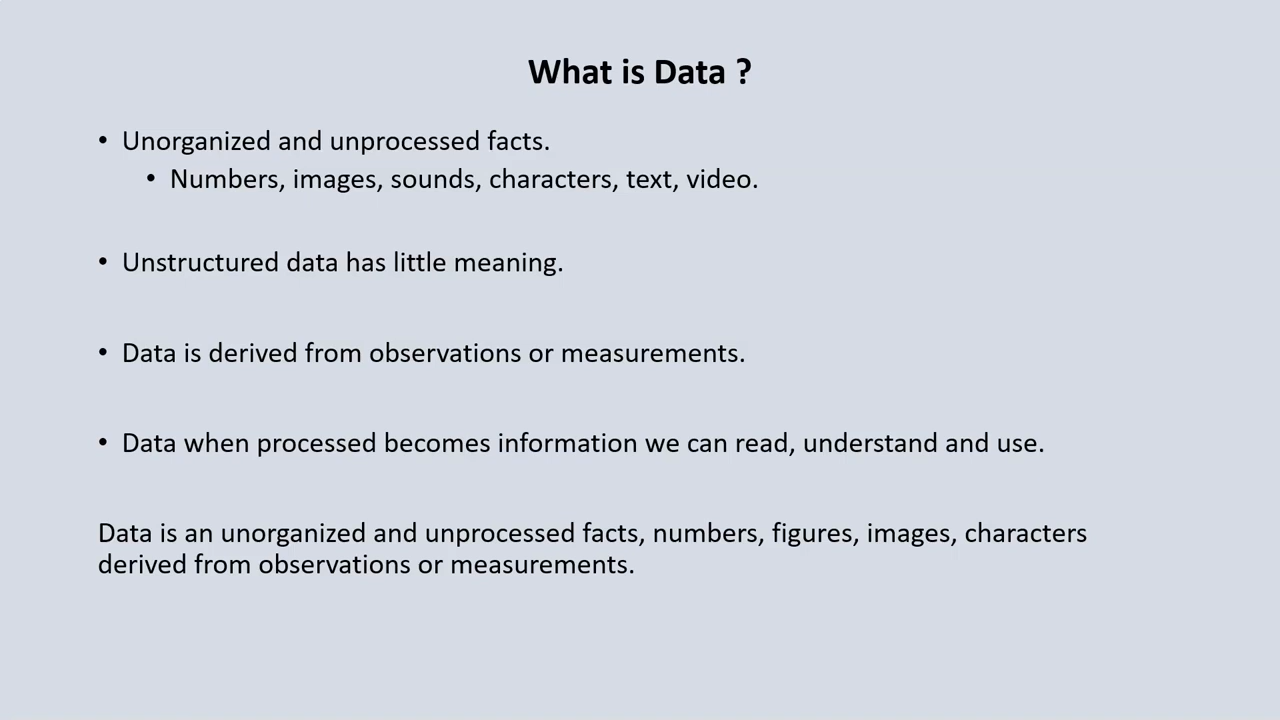 What is Data ?
• Unorganized and unprocessed facts.
• Numbers, images, sounds, characters, text, video.
• Unstructured data has little meaning.
• Data is derived from observations or measurements.
• Data when processed becomes information we can read, understand and use.
Data is an unorganized and unprocessed facts, numbers, figures, images, characters
derived from observations or measurements.